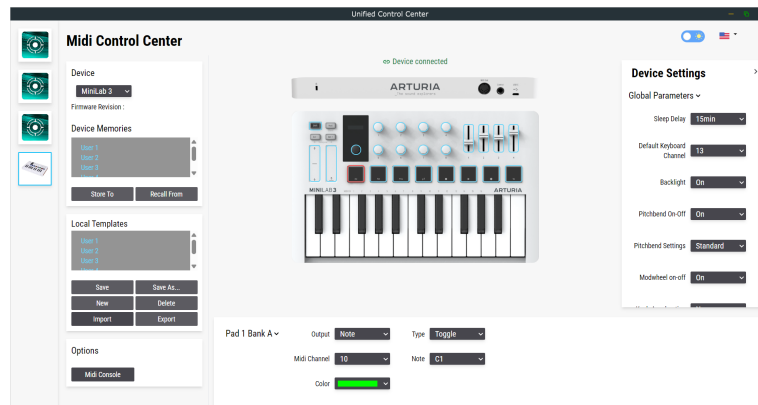 Unified Control Center
Midi Control Center
Device connected
Device
MiniLab 3
Firmware Revision :
Device Memories
User 1
User 2
User 3
Store To
Recall From
Local Templates
User 1
User 2
User 3
Save
Save As...
New
Delete
Import
Export
Options
Midi Console
ARTURIA
MINILAB 3
ARTURIA
Pad 1 Bank A
Output
Note
Type
Toggle
Midi Channel
10
Note
C1
Color
Device Settings
Global Parameters
Sleep Delay
15min
Default Keyboard
Channel
13
Backlight
On
Pitchbend On-Off
On
Pitchbend Settings
Standard
Modwheel on-off
On